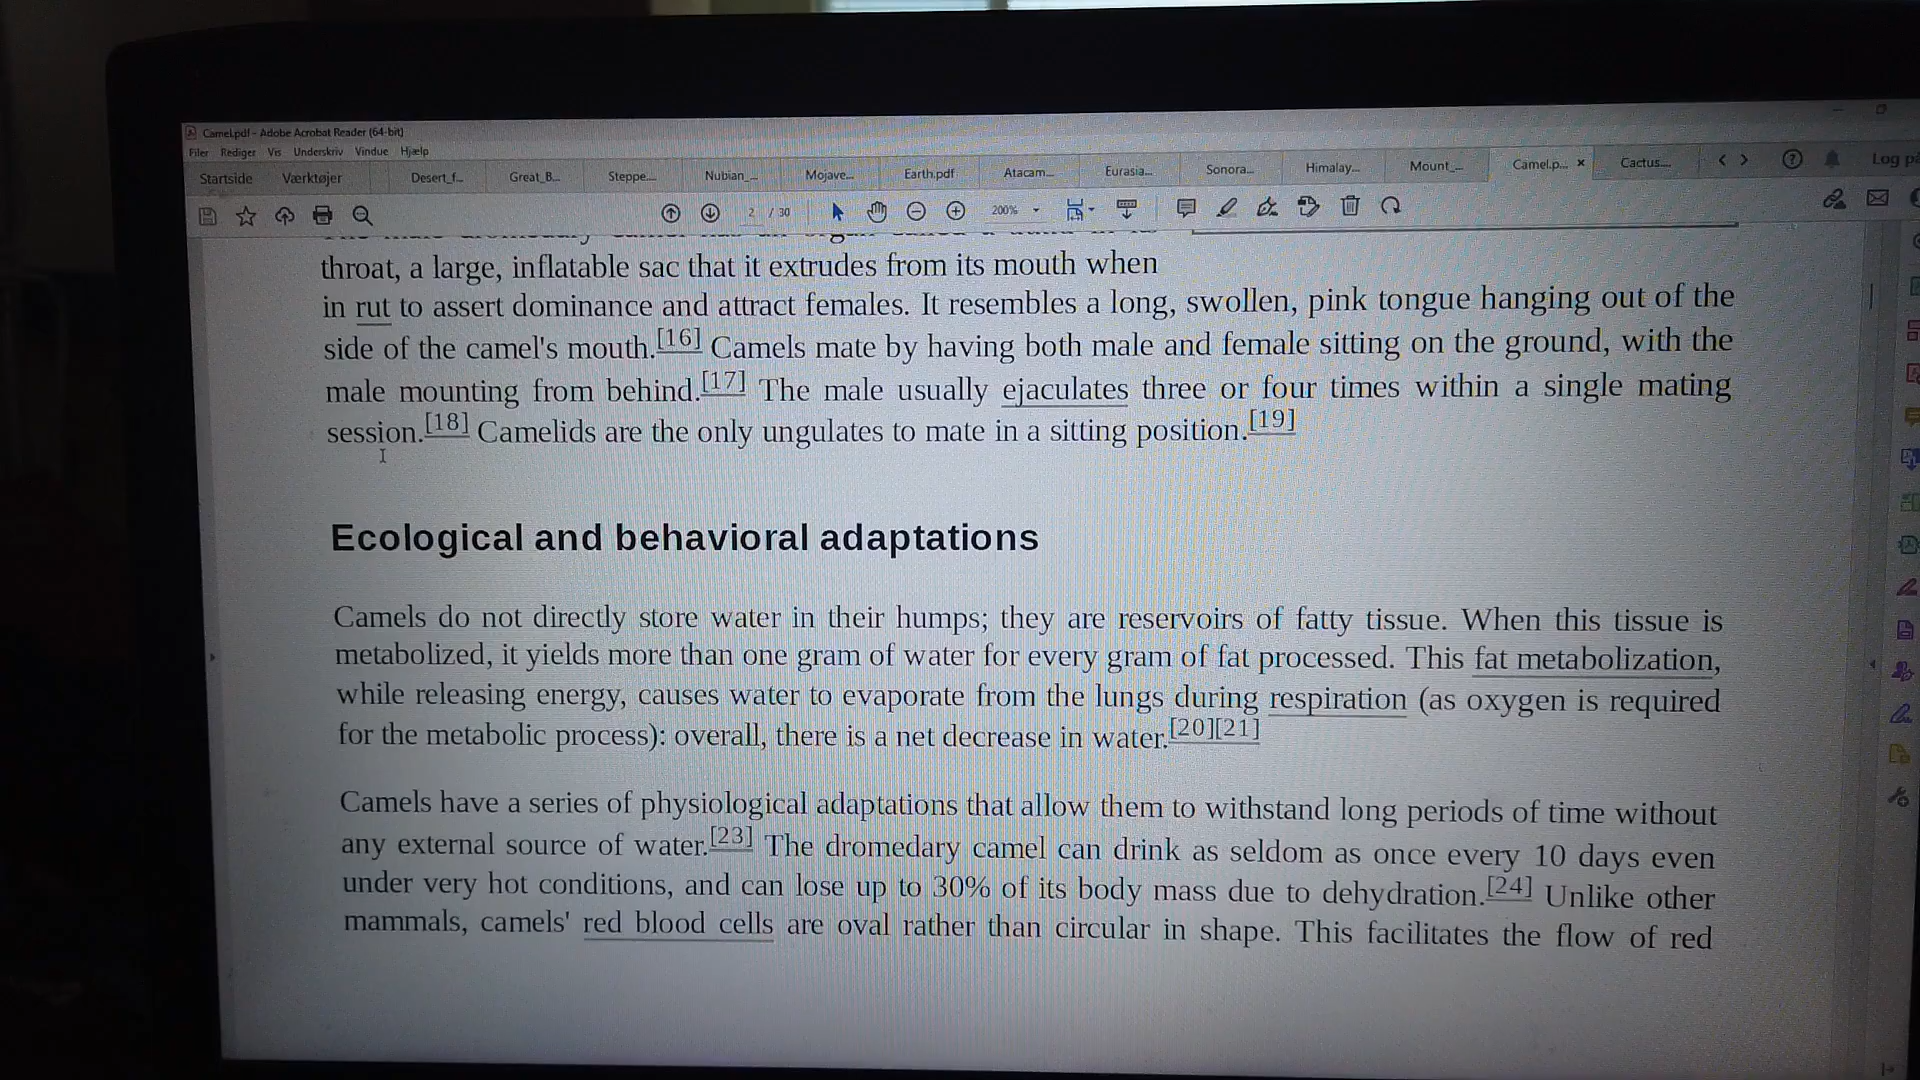 Camel.pdf - Adobe Acrobat Reader (64-bit)
Filer Rediger Vis Underskriv Vindue Hjælp
Startside Værktøjer Desert_f... Great_B... Steppe.... Nubian_... Mojave... Earth.pdf Atacam... Eurasia... Sonora... Himalay... Mount_... Camel.p... × Cactus.... Log på
2 / 30 200%
throat, a large, inflatable sac that it extrudes from its mouth when
in rut to assert dominance and attract females. It resembles a long, swollen, pink tongue hanging out of the
side of the camel's mouth.[16] Camels mate by having both male and female sitting on the ground, with the
male mounting from behind.[17] The male usually ejaculates three or four times within a single mating
session.[18] Camelids are the only ungulates to mate in a sitting position.[19]
Ecological and behavioral adaptations
Camels do not directly store water in their humps; they are reservoirs of fatty tissue. When this tissue is
metabolized, it yields more than one gram of water for every gram of fat processed. This fat metabolization,
while releasing energy, causes water to evaporate from the lungs during respiration (as oxygen is required
for the metabolic process): overall, there is a net decrease in water.[20][21]
Camels have a series of physiological adaptations that allow them to withstand long periods of time without
any external source of water.[23] The dromedary camel can drink as seldom as once every 10 days even
under very hot conditions, and can lose up to 30% of its body mass due to dehydration.[24] Unlike other
mammals, camels' red blood cells are oval rather than circular in shape. This facilitates the flow of red